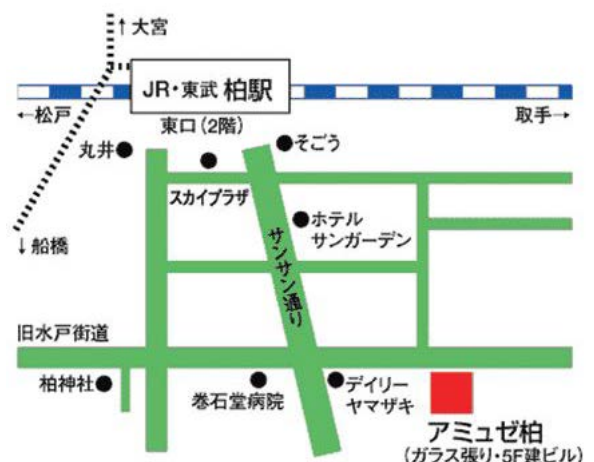 ↑大宮
JR・東武 柏駅
←松戸
取手→
東口(2階)
丸井
そごう
スカイプラザ
ホテル
サンガーデン
↓船橋
サンサン通り
旧水戸街道
柏神社
巻石堂病院
デイリー
ヤマザキ
アミュゼ柏
(ガラス張り・5F建ビル)